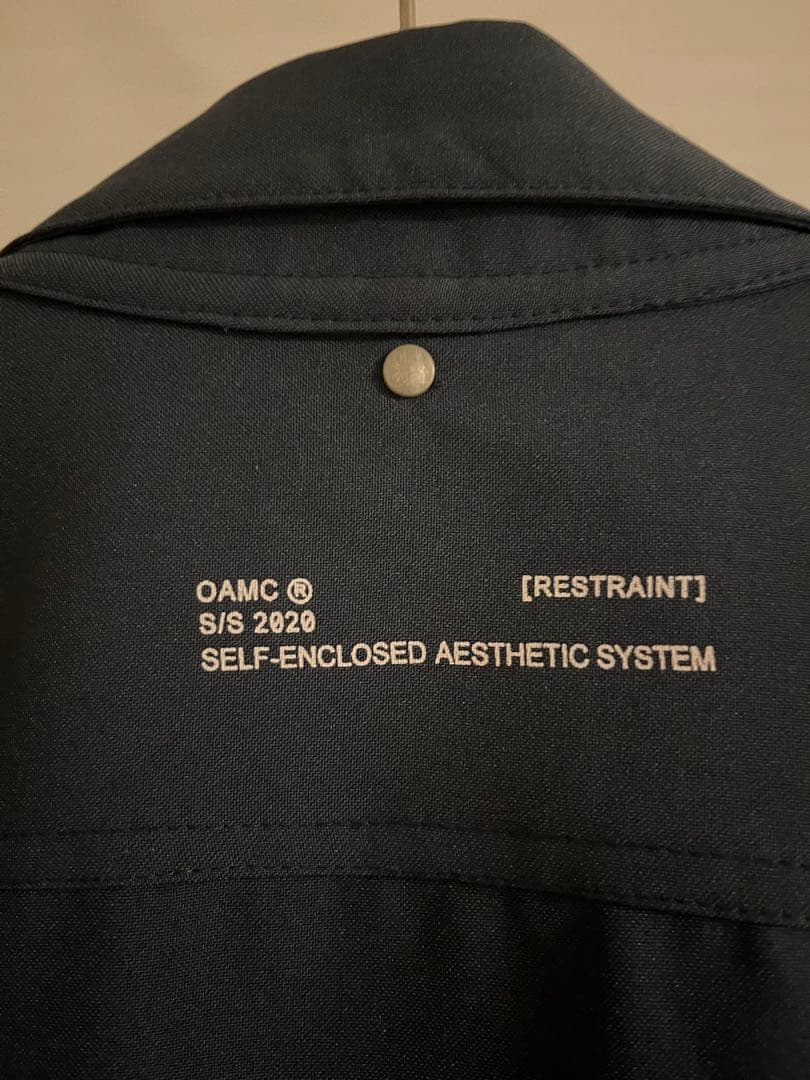 OAMC ® [RESTRAINT]
S/S 2020
SELF-ENCLOSED AESTHETIC SYSTEM